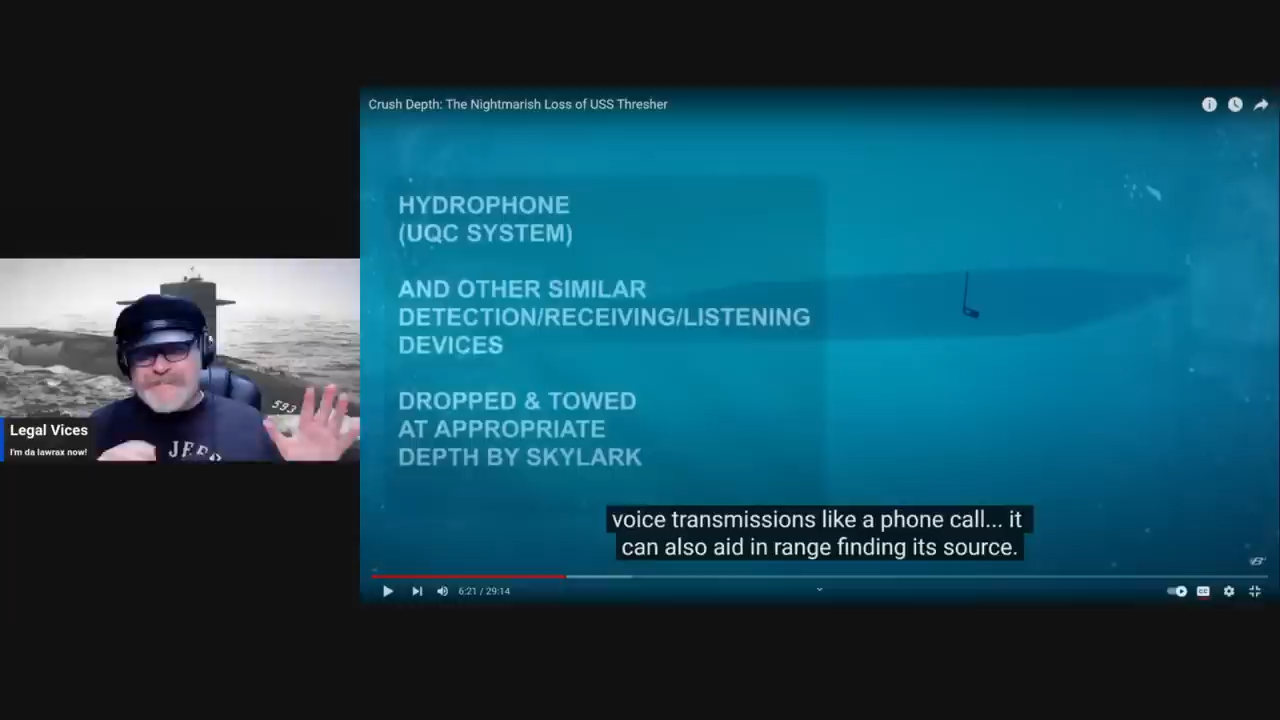 Crush Depth: The Nightmarish Loss of USS Thresher
HYDROPHONE
(UQC SYSTEM)
AND OTHER SIMILAR
DETECTION/RECEIVING/LISTENING
DEVICES
DROPPED & TOWED
AT APPROPRIATE
DEPTH BY SKYLARK
voice transmissions like a phone call... it
can also aid in range finding its source.
6:21 / 29:14
CC
593
Legal Vices
I'm da lawrax now!